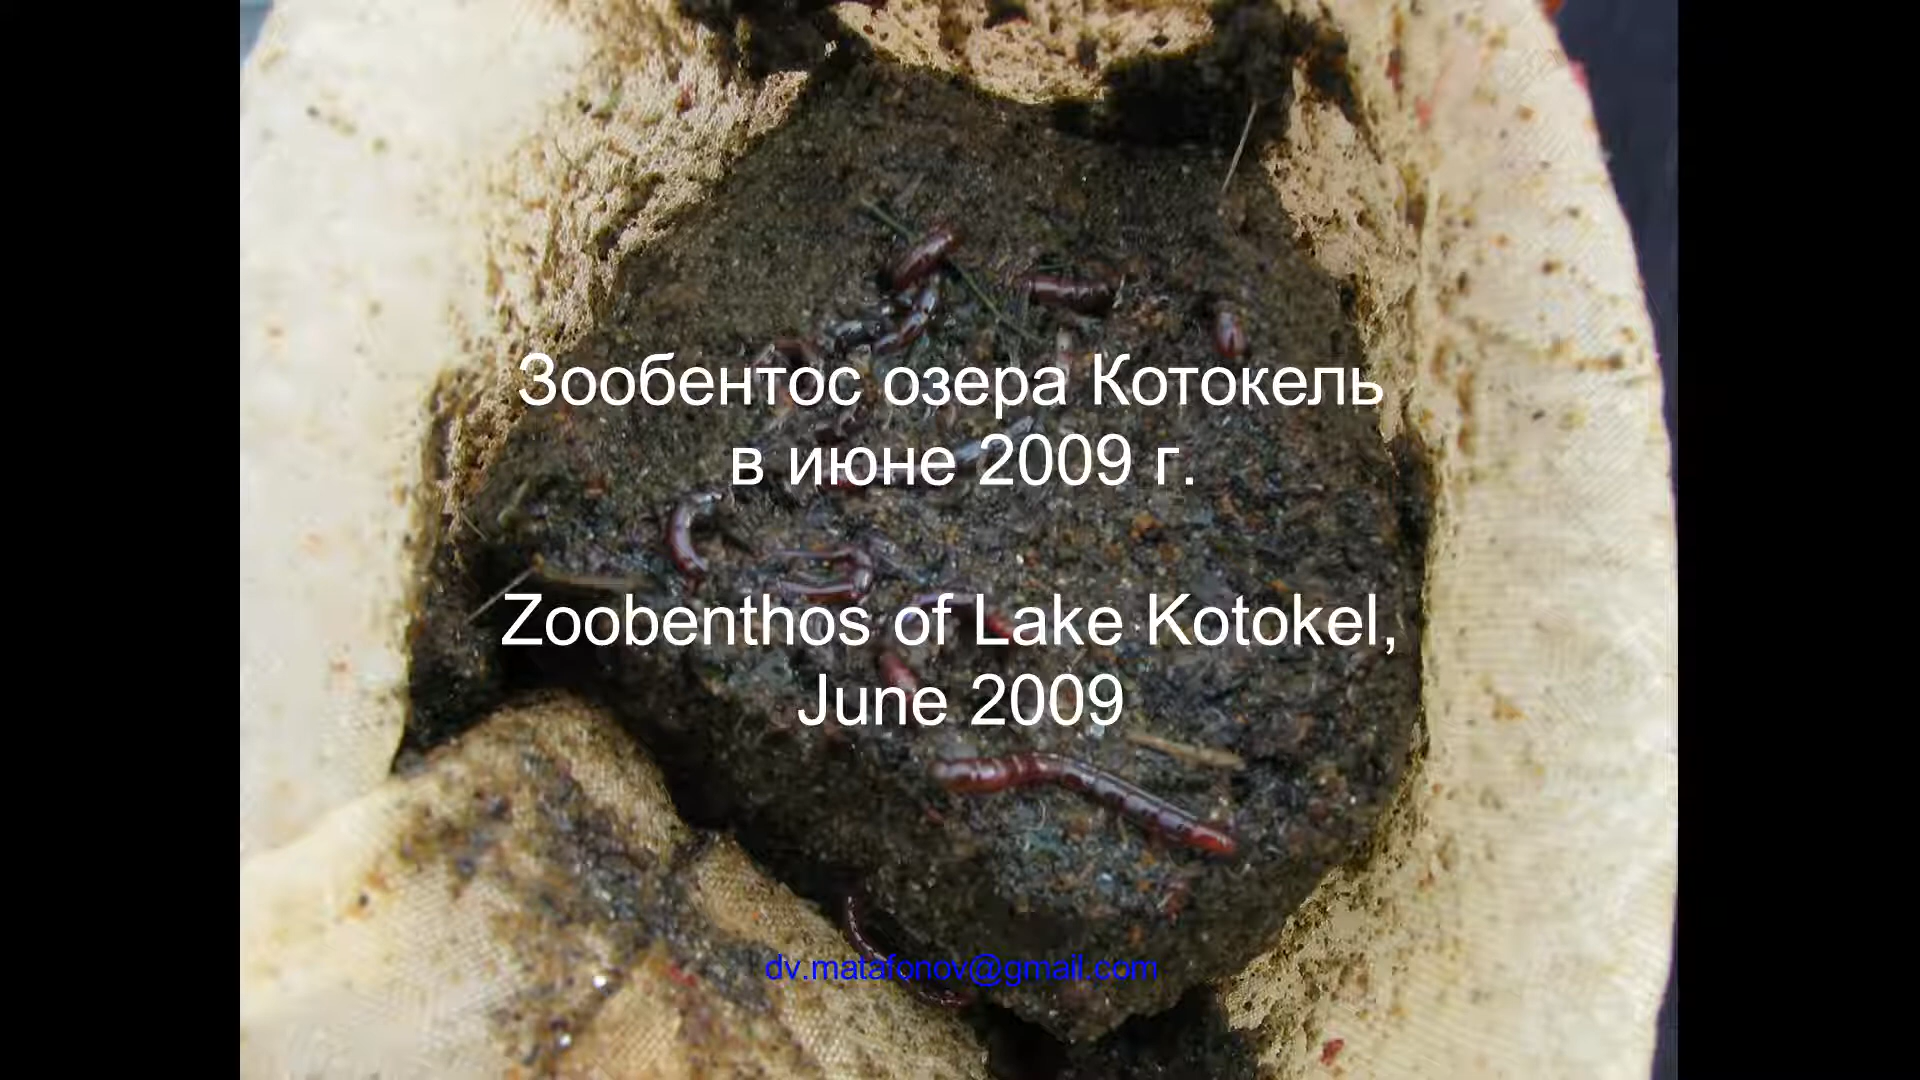 Зообентос озера Котокель
в июне 2009 г.
Zoobenthos of Lake Kotokel,
June 2009
dv.matafonov@gmail.com